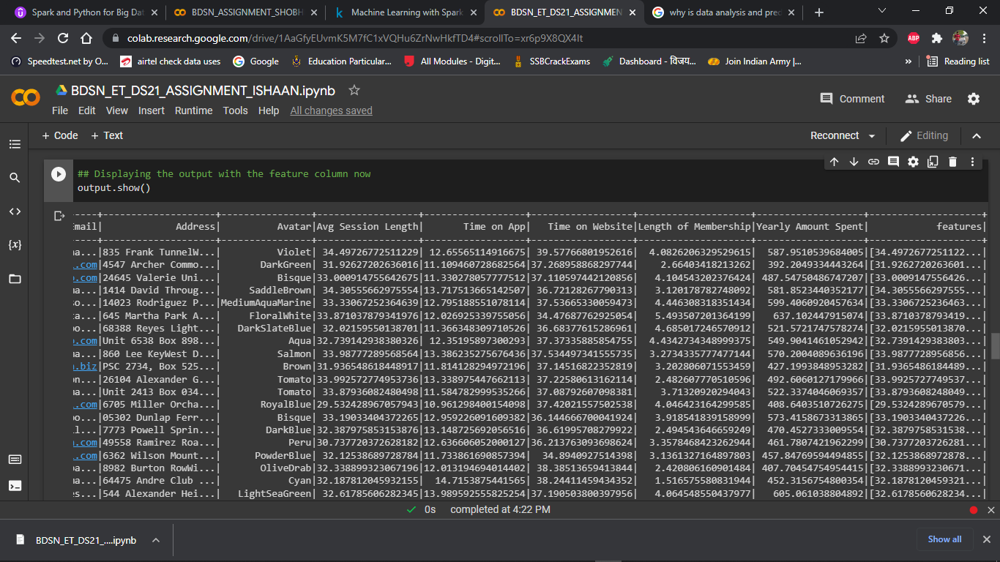 Spark and Python for Big Dat
BDSN_ASSIGNMENT_SHOBH
Machine Learning with Spark
BDSN_ET_DS21_ASSIGNMEN
why is data analysis and pred
colab.research.google.com/drive/1AaGfyEUvmK5M7fC1xVQHu6ZrNwHkfTD4#scrollTo=xr6p9X8QX4It
ABP
Speedtest.net by O...
airtel check data uses
Google
Education Particular...
All Modules - Digit...
SSBCrackExams
Dashboard - विजय...
Join Indian Army |...
»
Reading list
BDSN_ET_DS21_ASSIGNMENT_ISHAAN.ipynb
Comment
Share
File Edit View Insert Runtime Tools Help All changes saved
+ Code + Text
Reconnect
Editing
## Displaying the output with the feature column now
output.show()
-----+--------------------+----------------+------------------+------------------+------------------+--------------------+-------------------+--------------------+
Email| Address| Avatar|Avg Session Length| Time on App| Time on Website|Length of Membership|Yearly Amount Spent| features|
-----+--------------------+----------------+------------------+------------------+------------------+--------------------+-------------------+--------------------+
a...|835 Frank TunnelW...| Violet| 34.49726772511229| 12.65565114916675| 39.57766801952616| 4.0826206329529615| 587.9510539684005|[34.4972677251122...|
.com|4547 Archer Commo...| DarkGreen| 31.92627202636016|11.109460728682564|37.268958868297744| 2.66403418213262| 392.2049334443264|[31.9262720263601...|
.com|24645 Valerie Uni...| Bisque|33.000914755642675|11.330278057777512|37.110597442120856| 4.104543202376424| 487.54750486747207|[33.0009147556426...|
a...|1414 David Throug...| SaddleBrown| 34.30555662975554|13.717513665142507| 36.72128267790313| 3.120178782748092| 581.8523440352177|[34.3055566297555...|
o...|14023 Rodriguez P...|MediumAquaMarine| 33.33067252364639|12.795188551078114| 37.53665330059473| 4.446308318351434| 599.4060920457634|[33.3306725236463...|
a...|645 Martha Park A...| FloralWhite|33.871037879341976|12.026925339755056| 34.47687762925054| 5.493507201364199| 637.102447915074|[33.8710378793419...|
o...|68388 Reyes Light...| DarkSlateBlue| 32.02159550138701|11.366348309710526| 36.68377615286961| 4.685017246570912| 521.5721747578274|[32.0215955013870...|
.com|Unit 6538 Box 898...| Aqua|32.739142938380326| 12.35195897300293| 37.37335885854755| 4.4342734348999375| 549.9041461052942|[32.7391429383803...|
a...|860 Lee KeyWest D...| Salmon| 33.98777289568564|13.386235275676436|37.534497341555735| 3.2734335777477144| 570.2004089636196|[33.9877728956856...|
.biz|PSC 2734, Box 525...| Brown|31.936548618448917|11.814128294972196| 37.14516822352819| 3.202806071553459| 427.1993848953282|[31.9365486184489...|
n...|26104 Alexander G...| Tomato|33.992572774953736|13.338975447662113| 37.22580613162114| 2.482607770510596| 492.6060127179966|[33.9925727749537...|
a...|Unit 2413 Box 034...| Tomato| 33.87936082480498|11.584782999535266| 37.08792607098381| 3.71320920294043| 522.3374046069357|[33.8793608248049...|
.com|6705 Miller Orcha...| RoyalBlue|29.532428967057943|10.961298400154098| 37.42021557502538| 4.046423164299585| 408.6403510726275|[29.5324289670579...|
o...|05302 Dunlap Ferr...| Bisque| 33.19033404372265|12.959226091609382|36.144666700041924| 3.918541839158999| 573.4158673313865|[33.1903340437226...|
l...|7773 Powell Sprin...| DarkBlue|32.387975853153876|13.148725692056516| 36.61995708279922| 2.494543646659249| 470.4527333009554|[32.3879758531538...|
.com|49558 Ramirez Roa...| Peru|30.737720372628182|12.636606052000127|36.213763093698624| 3.3578468423262944| 461.7807421962299|[30.7377203726281...|
.com|6362 Wilson Mount...| PowderBlue| 32.12538689728784|11.733861690857394| 34.8940927514398| 3.1361327164897803| 457.84769594494855|[32.1253868972878...|
a...|8982 Burton RowWi...| OliveDrab|32.338899323067196|12.013194694014402| 38.38513659413844| 2.420806160901484| 407.70454754954415|[32.3388993230671...|
a...|64475 Andre Club ...| Cyan|32.187812045932155| 14.7153875441565| 38.24411459434352| 1.516575580831944| 452.3156754800354|[32.1878120459321...|
s...|544 Alexander Hei...| LightSeaGreen| 32.61785606282345|13.989592555825254|37.190503800397956| 4.064548550437977| 605.061038804892|[32.6178560628234...|
0s completed at 4:22 PM
BDSN_ET_DS21_....ipynb
Show all